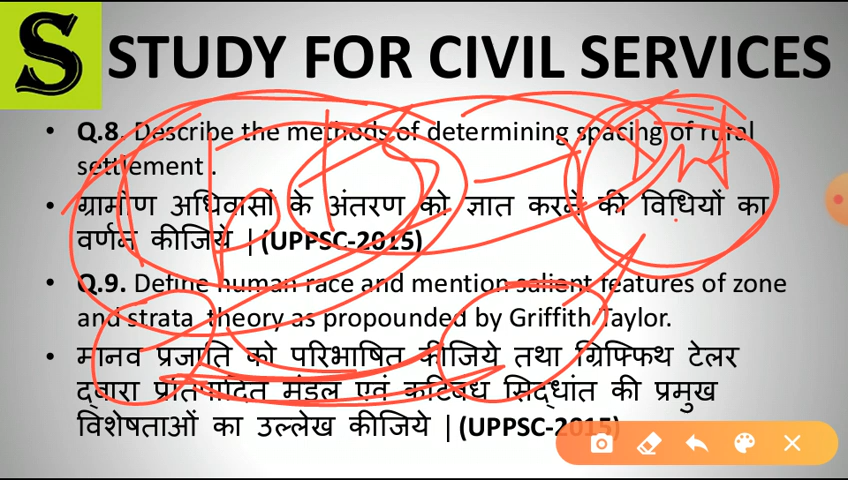 S STUDY FOR CIVIL SERVICES
• Q.8. Describe the methods of determining spacing of rural
settlement .
• ग्रामीण अधिवासों के अंतरण को ज्ञात करने की विधियों का
वर्णन कीजिये | (UPPSC-2015)
• Q.9. Define human race and mention salient features of zone
and strata theory as propounded by Griffith Taylor.
• मानव प्रजाति को परिभाषित कीजिये तथा ग्रिफ्फिथ टेलर
द्वारा प्रतिपादित मंडल एवं कटिबंध सिद्धांत की प्रमुख
विशेषताओं का उल्लेख कीजिये | (UPPSC-2015)